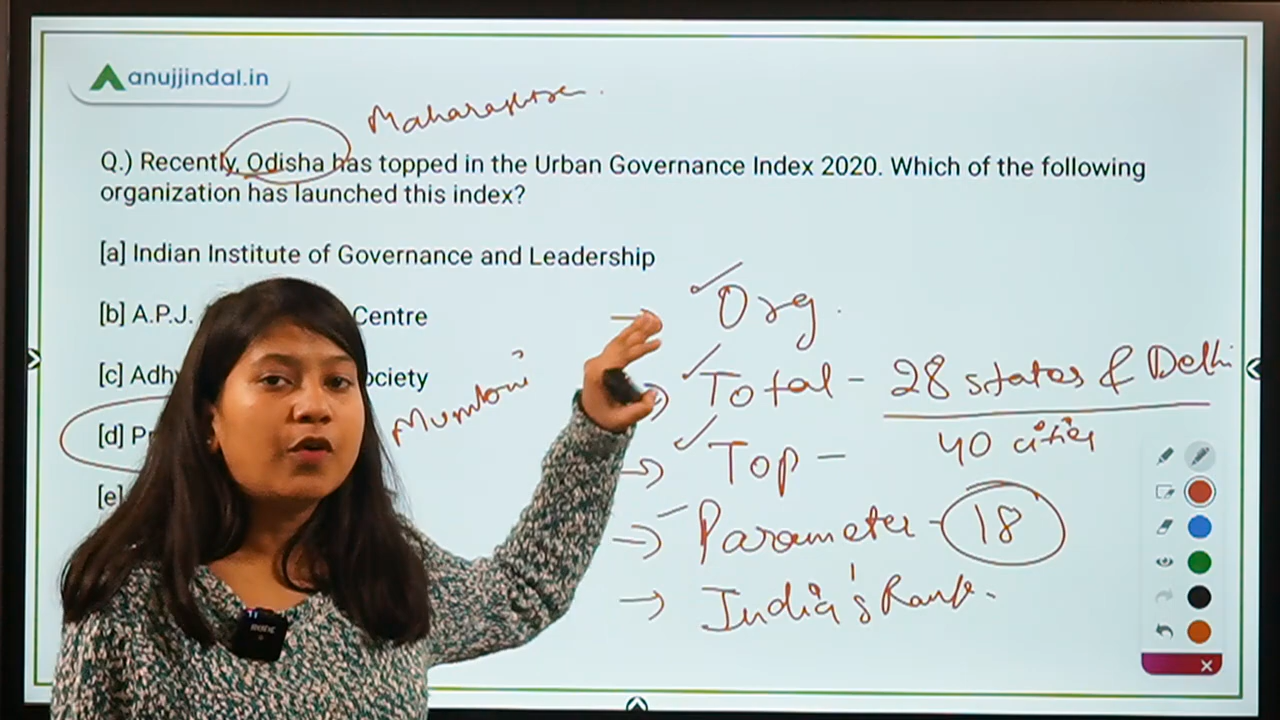 anujjindal.in
Maharashtra.
Q.) Recently, Odisha has topped in the Urban Governance Index 2020. Which of the following
organization has launched this index?
[a] Indian Institute of Governance and Leadership
[b] A.P.J. Centre
[c]
[d]
[e]
Mumbai
→ Org.
→ Total - 28 states & Delhi
40 cities
→ Top -
→ Parameter - 18
→ India's Rank.